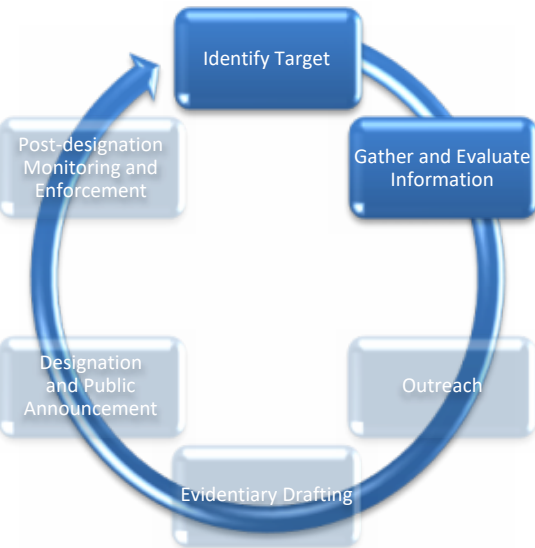 Identify Target
Gather and Evaluate
Information
Outreach
Evidentiary Drafting
Designation
and Public
Announcement
Post-designation
Monitoring and
Enforcement